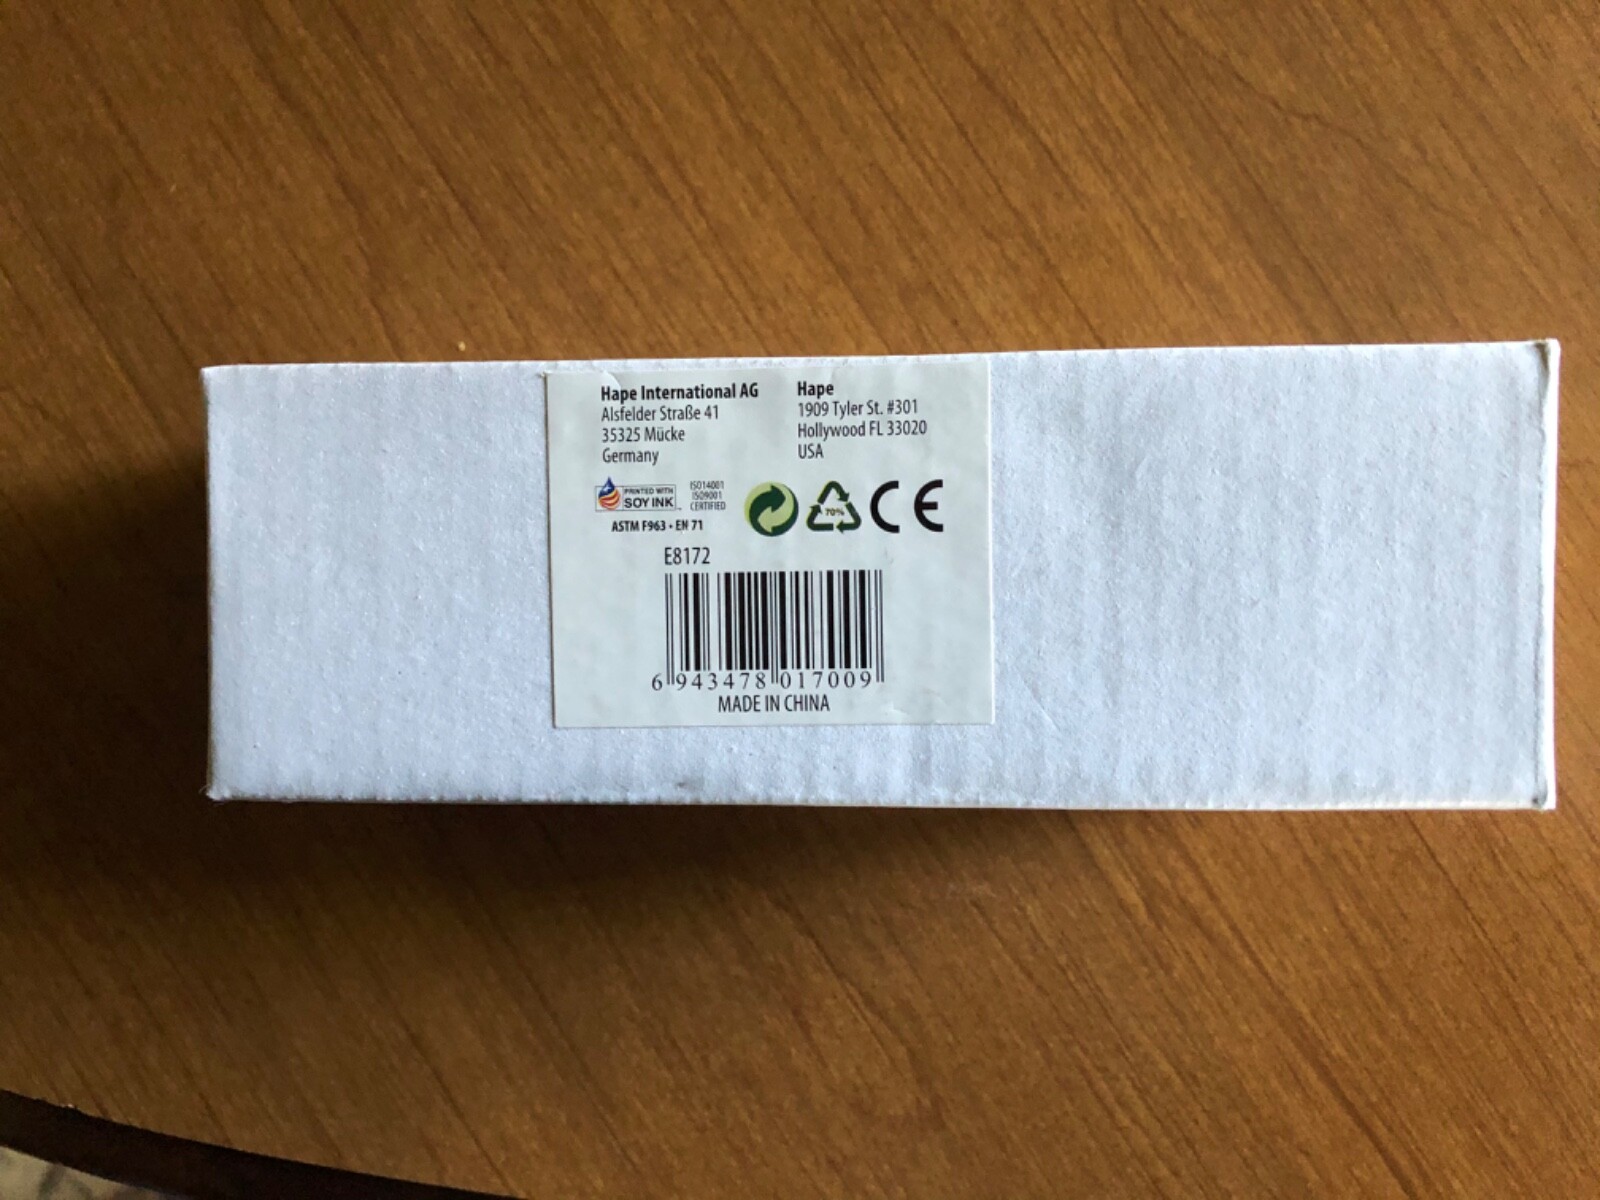 Hape International AG
Alsfelder Straße 41
35325 Mücke
Germany
Hape
1909 Tyler St. #301
Hollywood FL 33020
USA
PRINTED WITH
SOY INK
ISO14001
ISO9001
CERTIFIED
ASTM F963 • EN 71
70%
CE
E8172
6 943478 017009
MADE IN CHINA